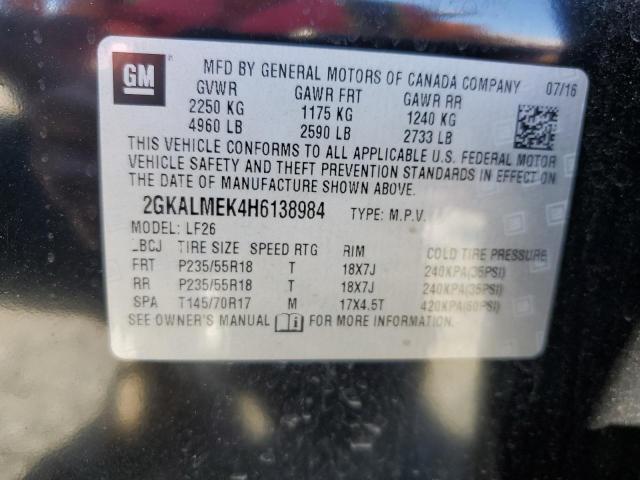 GM MFD BY GENERAL MOTORS OF CANADA COMPANY 07/16
GVWR GAWR FRT GAWR RR
2250 KG 1175 KG 1240 KG
4960 LB 2590 LB 2733 LB
THIS VEHICLE CONFORMS TO ALL APPLICABLE U.S. FEDERAL MOTOR
VEHICLE SAFETY AND THEFT PREVENTION STANDARDS IN EFFECT ON
THE DATE OF MANUFACTURE SHOWN ABOVE.
2GKALMEK4H6138984 TYPE: M.P.V.
MODEL: LF26
LBCJ TIRE SIZE SPEED RTG RIM COLD TIRE PRESSURE
FRT P235/55R18 T 18X7J 240KPA(35PSI)
RR P235/55R18 T 18X7J 240KPA(35PSI)
SPA T145/70R17 M 17X4.5T 420KPA(60PSI)
SEE OWNER'S MANUAL FOR MORE INFORMATION.